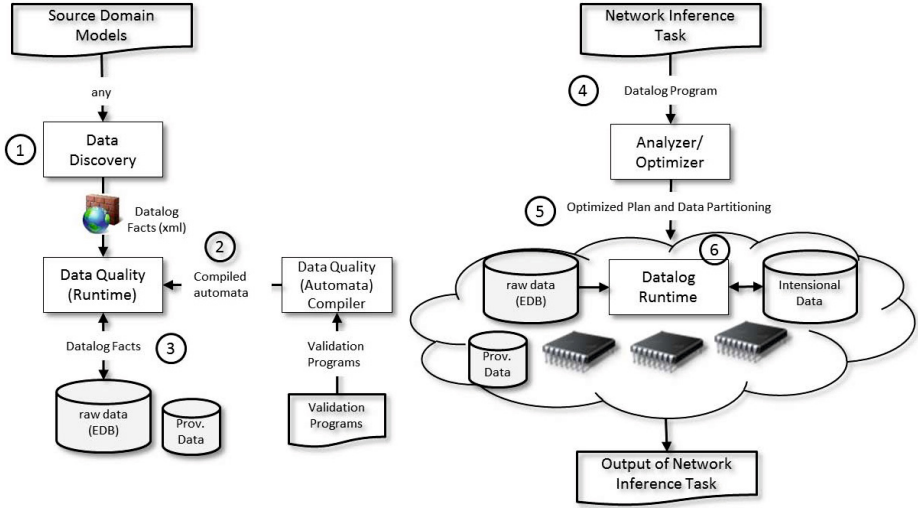 Source Domain
Models
any
1
Data
Discovery
Datalog
Facts (xml)
2
Data Quality
(Runtime)
Compiled
automata
Data Quality
(Automata)
Compiler
Datalog Facts
3
Validation
Programs
raw data
(EDB)
Prov.
Data
Validation
Programs
Network Inference
Task
4
Datalog Program
Analyzer/
Optimizer
5
Optimized Plan and Data Partitioning
6
raw data
(EDB)
Datalog
Runtime
Intensional
Data
Prov.
Data
Output of Network
Inference Task